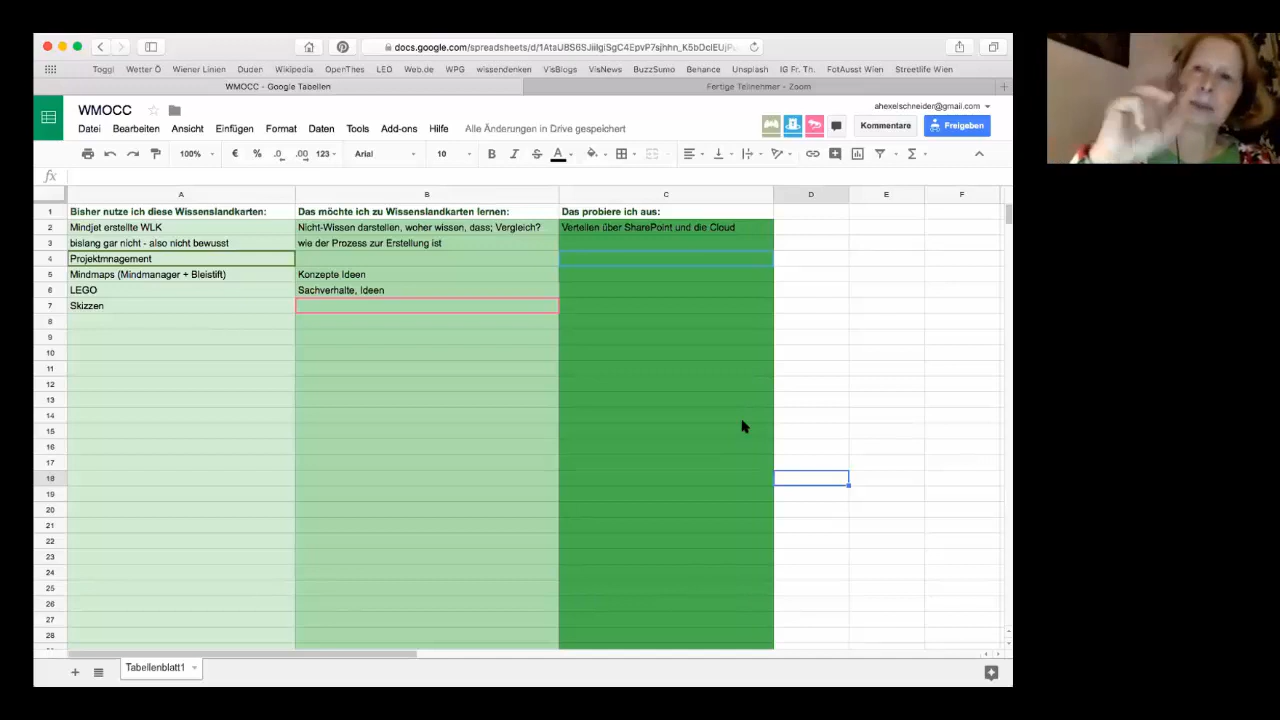 docs.google.com/spreadsheets/d/1AtaU8S6SJiilgiSgC4EpvP7sjhhn_K5bDclEUjP
Toggl Wetter Ö Wiener Linien Duden Wikipedia OpenThes LEO Web.de WPG wissendenken VisBlogs VisNews BuzzSumo Behance Unsplash IG Fr. Th. FotAusst Wien Streetlife Wien
WMOCC - Google Tabellen Fertige Teilnehmer - Zoom
WMOCC ahexelschneider@gmail.com
Datei Bearbeiten Ansicht Einfügen Format Daten Tools Add-ons Hilfe Alle Änderungen in Drive gespeichert Kommentare Freigeben
100% € % .0 .00 123 Arial 10 B I S A
fx
A B C D E F
1 Bisher nutze ich diese Wissenslandkarten: Das möchte ich zu Wissenslandkarten lernen: Das probiere ich aus:
2 Mindjet erstellte WLK Nicht-Wissen darstellen, woher wissen, dass; Vergleich? Verteilen über SharePoint und die Cloud
3 bislang gar nicht - also nicht bewusst wie der Prozess zur Erstellung ist
4 Projektmnagement
5 Mindmaps (Mindmanager + Bleistift) Konzepte Ideen
6 LEGO Sachverhalte, Ideen
7 Skizzen
8
9
10
11
12
13
14
15
16
17
18
19
20
21
22
23
24
25
26
27
28
Tabellenblatt1